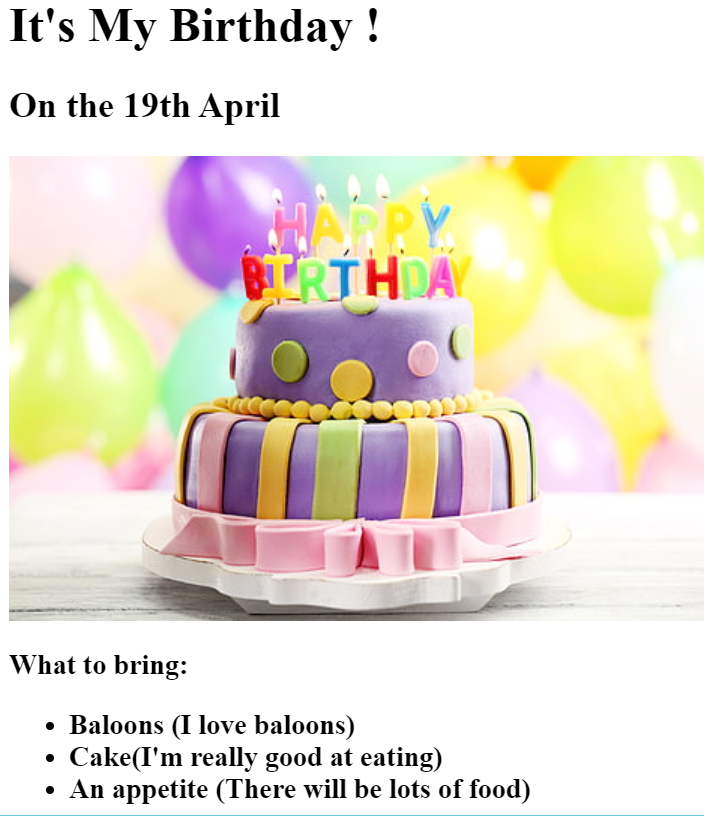 It's My Birthday !
On the 19th April
HAPPY
BIRTHDAY
What to bring:
Baloons (I love baloons)
Cake(I'm really good at eating)
An appetite (There will be lots of food)